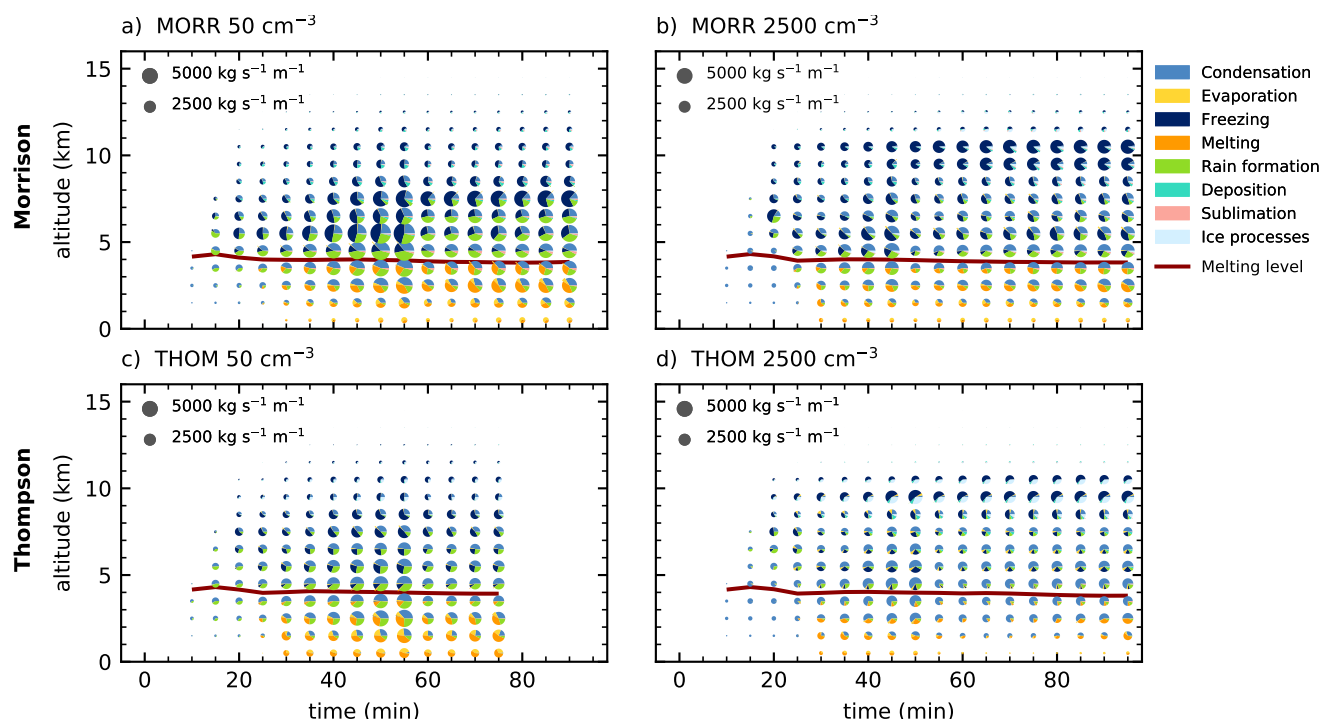 a) MORR 50 cm⁻³
b) MORR 2500 cm⁻³
Morrison
altitude (km)
15
10
5
0
5000 kg s⁻¹ m⁻¹
2500 kg s⁻¹ m⁻¹
5000 kg s⁻¹ m⁻¹
2500 kg s⁻¹ m⁻¹
Condensation
Evaporation
Freezing
Melting
Rain formation
Deposition
Sublimation
Ice processes
Melting level
c) THOM 50 cm⁻³
d) THOM 2500 cm⁻³
Thompson
altitude (km)
15
10
5
0
5000 kg s⁻¹ m⁻¹
2500 kg s⁻¹ m⁻¹
5000 kg s⁻¹ m⁻¹
2500 kg s⁻¹ m⁻¹
0 20 40 60 80
0 20 40 60 80
time (min)
time (min)